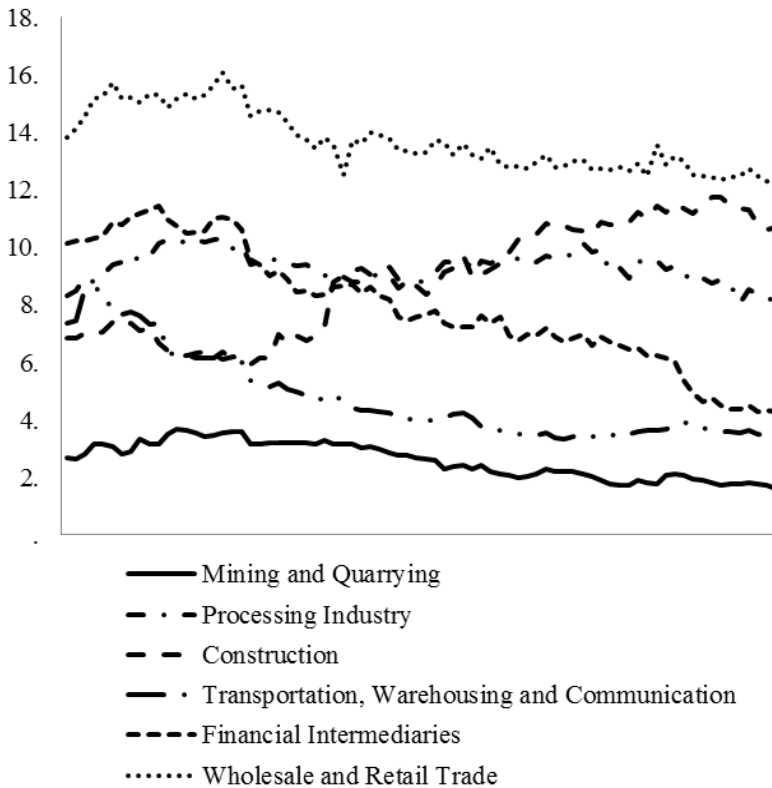 18.
16.
14.
12.
10.
8.
6.
4.
2.
.
Mining and Quarrying
Processing Industry
Construction
Transportation, Warehousing and Communication
Financial Intermediaries
Wholesale and Retail Trade